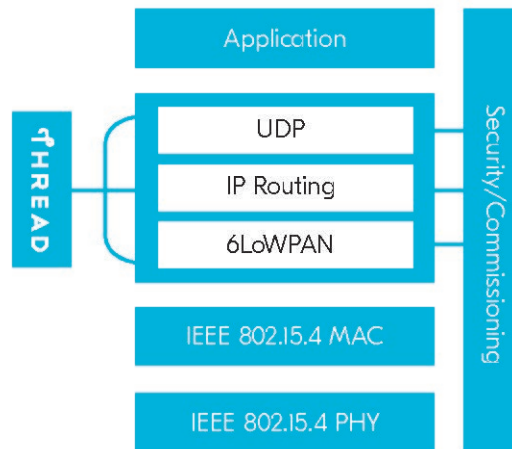 Application
UDP
IP Routing
6LoWPAN
THREAD
IEEE 802.15.4 MAC
IEEE 802.15.4 PHY
Security/Commissioning